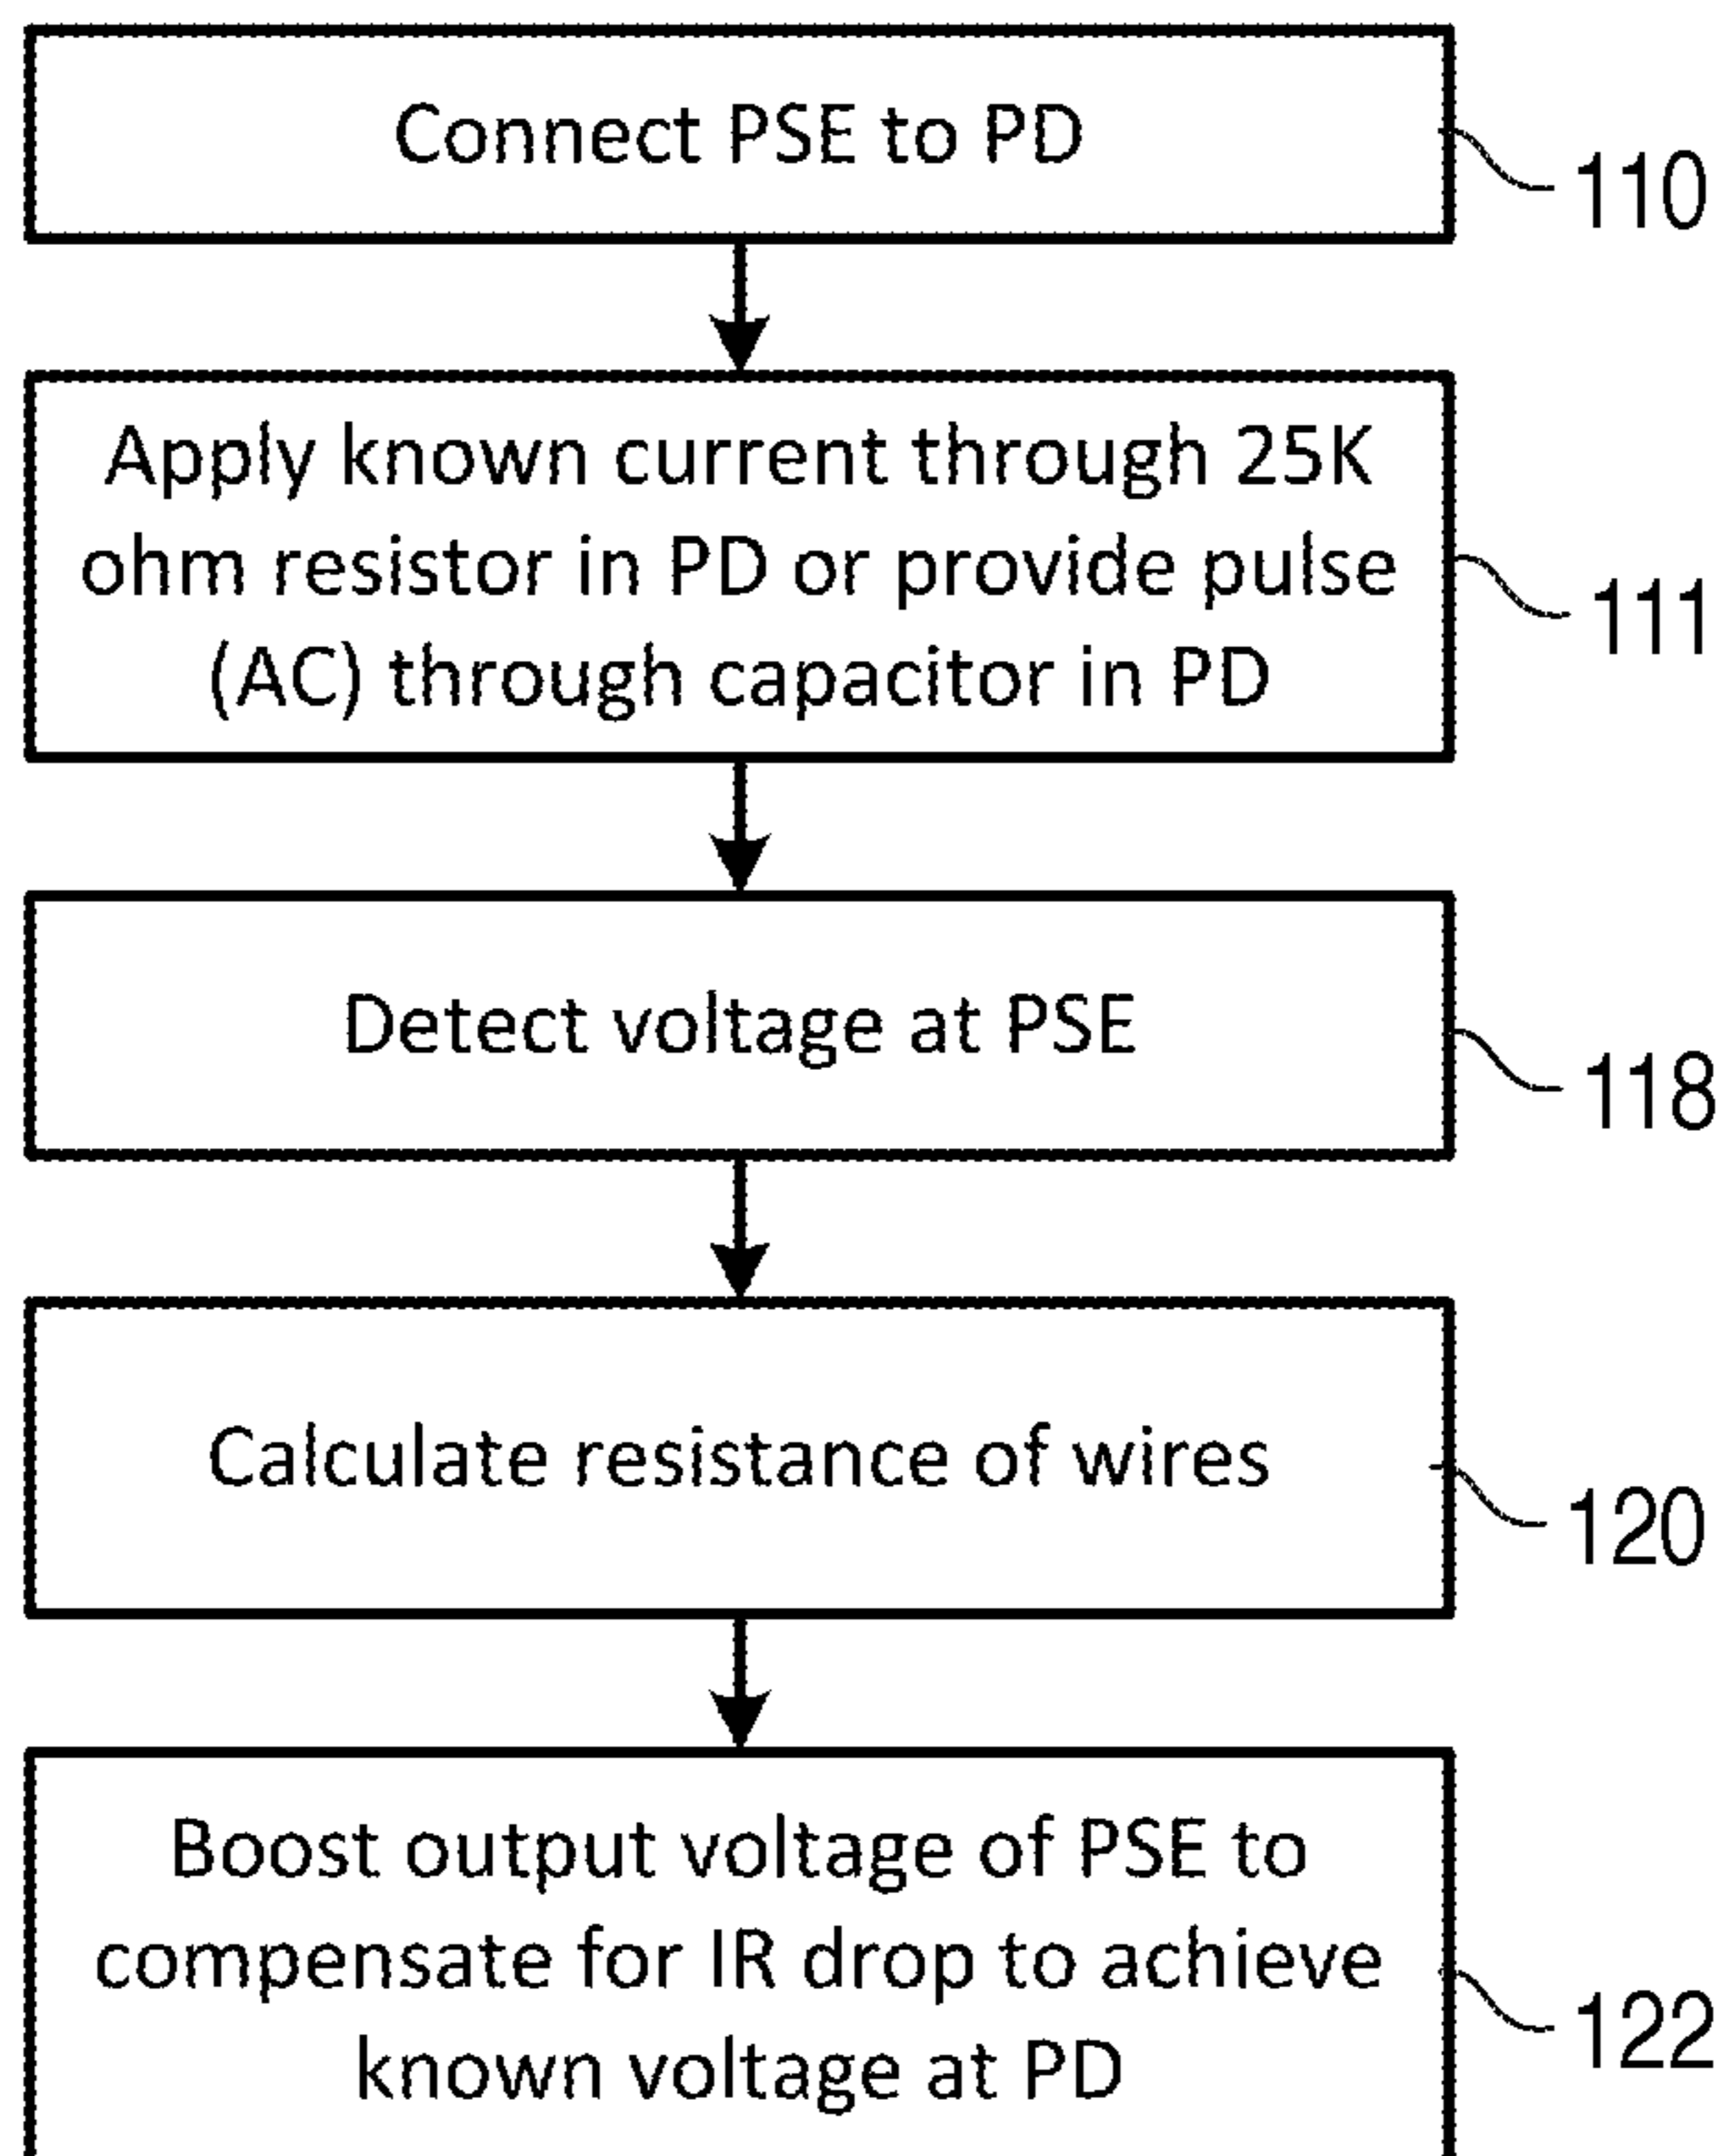 Connect PSE to PD
110
Apply known current through 25K
ohm resistor in PD or provide pulse
(AC) through capacitor in PD
111
Detect voltage at PSE
118
Calculate resistance of wires
120
Boost output voltage of PSE to
compensate for IR drop to achieve
known voltage at PD
122